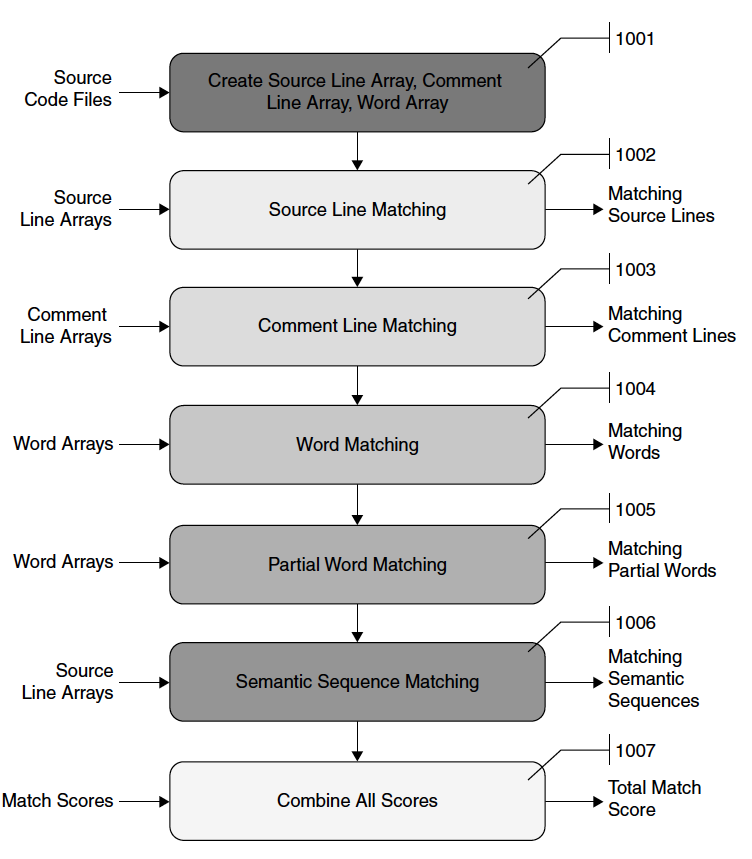 1001
Source
Code Files
Create Source Line Array, Comment
Line Array, Word Array
1002
Source
Line Arrays
Source Line Matching
Matching
Source Lines
1003
Comment
Line Arrays
Comment Line Matching
Matching
Comment Lines
1004
Word Arrays
Word Matching
Matching
Words
1005
Word Arrays
Partial Word Matching
Matching
Partial Words
1006
Source
Line Arrays
Semantic Sequence Matching
Matching
Semantic
Sequences
1007
Match Scores
Combine All Scores
Total Match
Score